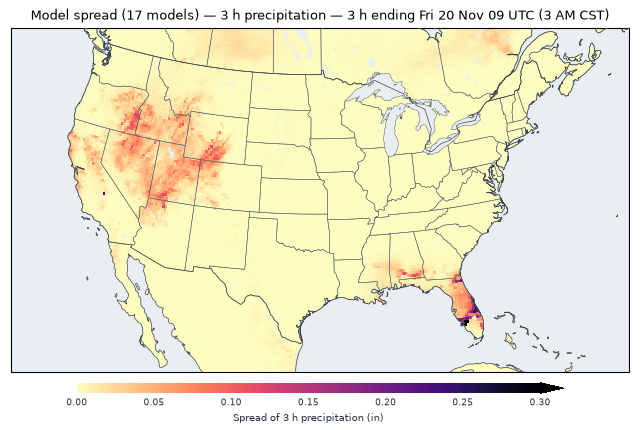 Model spread (17 models) — 3 h precipitation — 3 h ending Fri 20 Nov 09 UTC (3 AM CST)
0.00 0.05 0.10 0.15 0.20 0.25 0.30
Spread of 3 h precipitation (in)